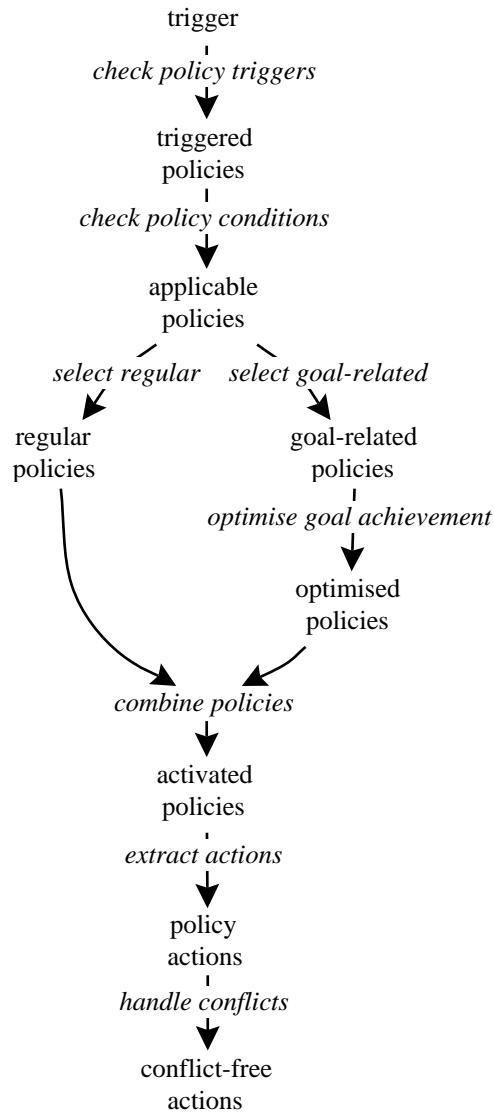 trigger
check policy triggers
triggered
policies
check policy conditions
applicable
policies
select regular
select goal-related
regular
policies
goal-related
policies
optimise goal achievement
optimised
policies
combine policies
activated
policies
extract actions
policy
actions
handle conflicts
conflict-free
actions